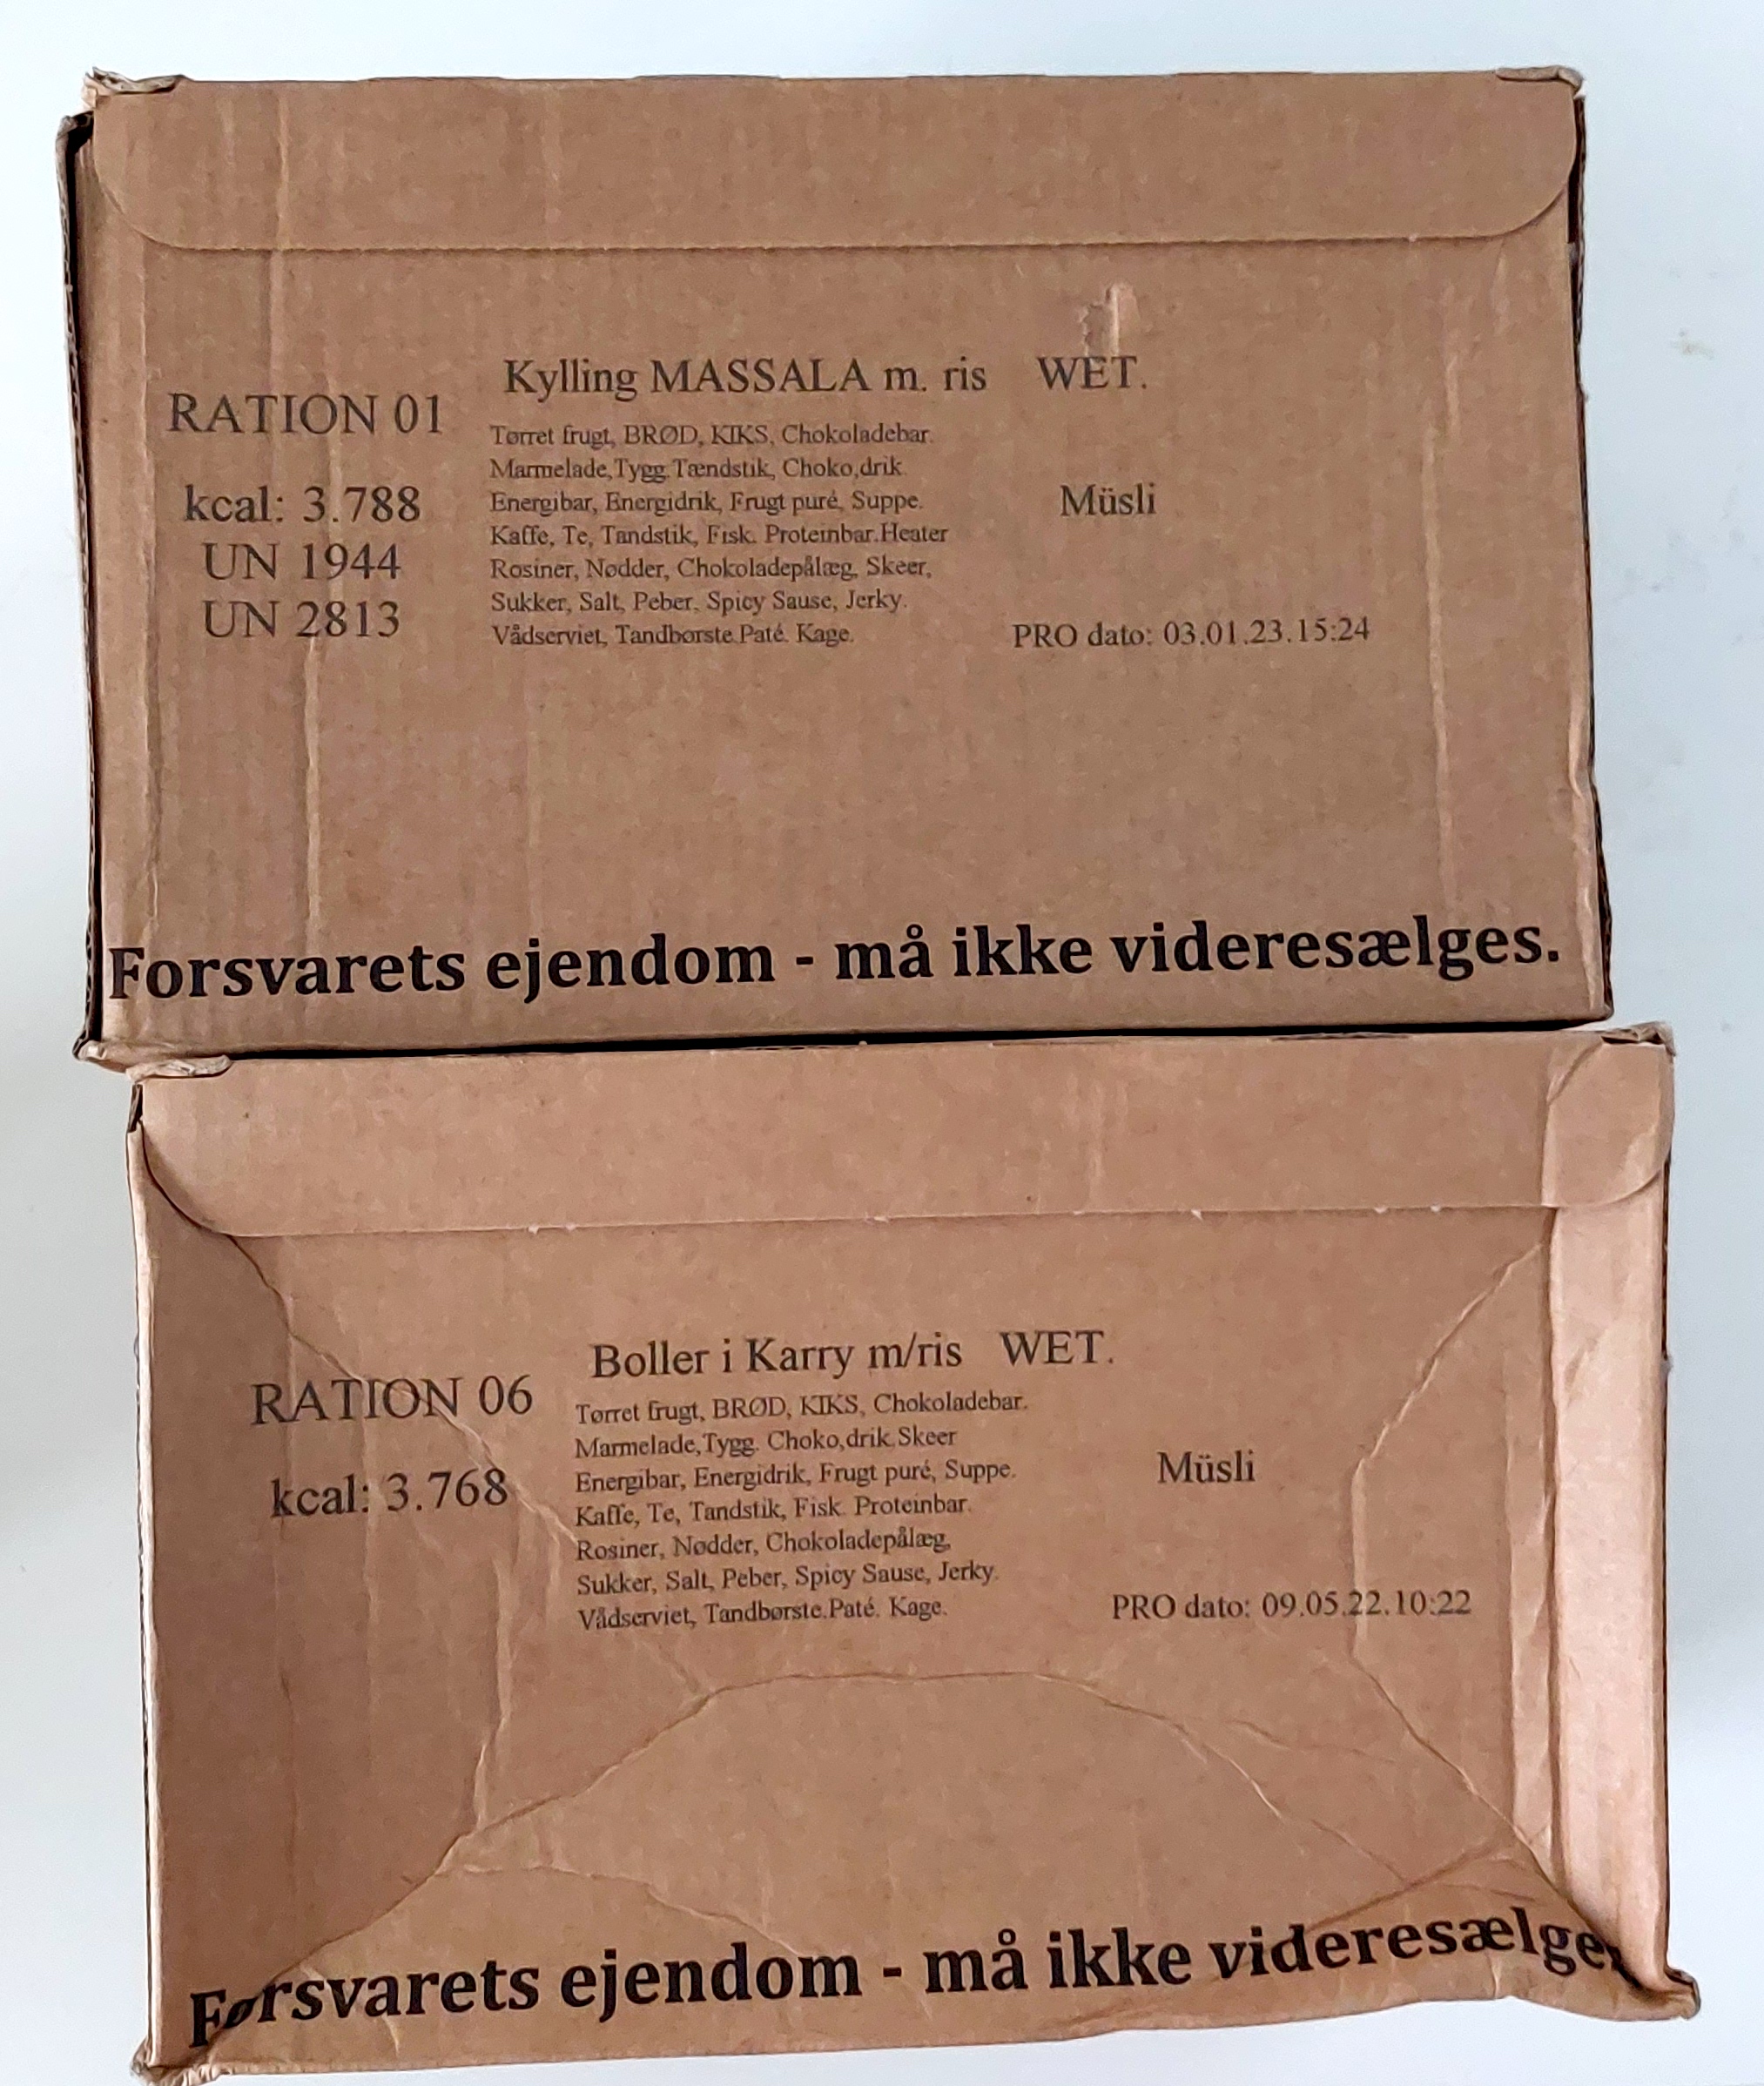 Kylling MASSALA m. ris WET.
RATION 01
kcal: 3.788
UN 1944
UN 2813
Tørret frugt, BRØD, KIKS, Chokoladebar.
Marmelade,Tygg.Tændstik, Choko,drik.
Energibar, Energidrik, Frugt puré, Suppe.
Kaffe, Te, Tandstik, Fisk. Proteinbar.Heater
Rosiner, Nødder, Chokoladepålæg, Skeer,
Sukker, Salt, Peber, Spicy Sause, Jerky.
Vådserviet, Tandbørste.Paté. Kage.
Müsli
PRO dato: 03.01.23.15:24
Forsvarets ejendom - må ikke videresælges.
Boller i Karry m/ris WET.
RATION 06
kcal: 3.768
Tørret frugt, BRØD, KIKS, Chokoladebar.
Marmelade,Tygg. Choko,drik.Skeer
Energibar, Energidrik, Frugt puré, Suppe.
Kaffe, Te, Tandstik, Fisk. Proteinbar.
Rosiner, Nødder, Chokoladepålæg,
Sukker, Salt, Peber, Spicy Sause, Jerky.
Vådserviet, Tandbørste.Paté. Kage.
Müsli
PRO dato: 09.05.22.10:22
Forsvarets ejendom - må ikke videresælges